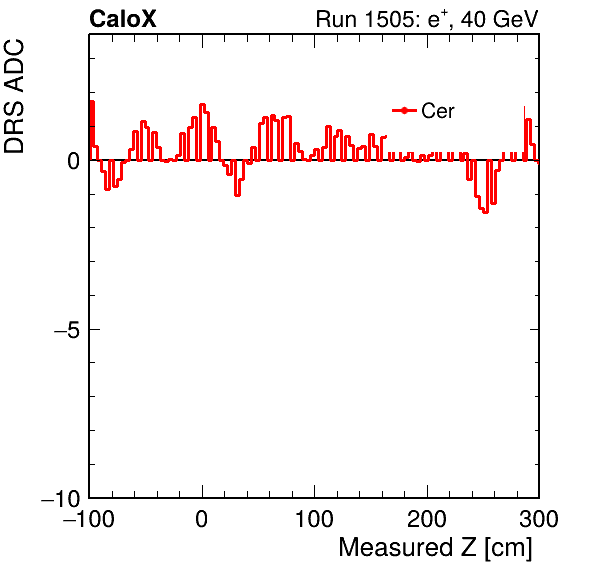 CaloX Run 1505: e⁺, 40 GeV
DRS ADC
Cer
0
−5
−10
−100 0 100 200 300
Measured Z [cm]